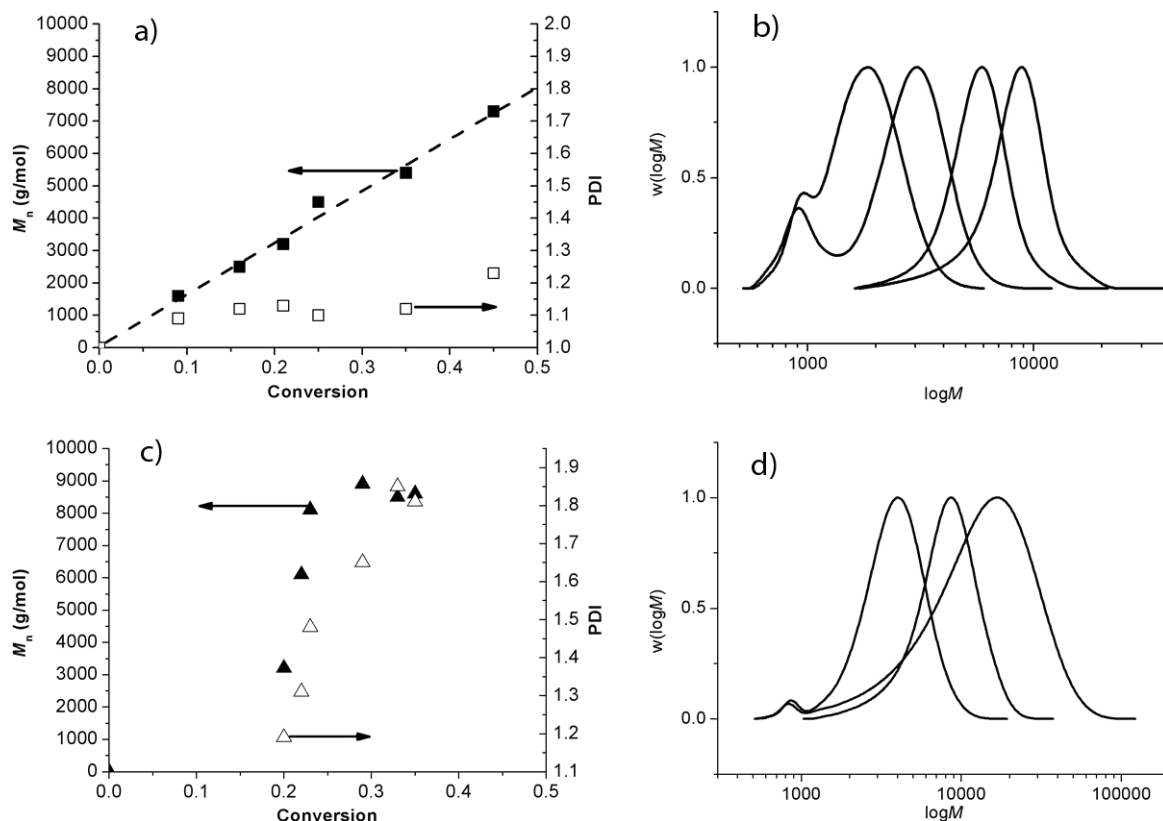 a)
10000
9000
8000
7000
6000
5000
4000
3000
2000
1000
0
Mn (g/mol)
2.0
1.9
1.8
1.7
1.6
1.5
1.4
1.3
1.2
1.1
1.0
PDI
0.0 0.1 0.2 0.3 0.4 0.5
Conversion
b)
1.0
0.5
0.0
w(logM)
1000 10000
logM
c)
10000
9000
8000
7000
6000
5000
4000
3000
2000
1000
0
Mn (g/mol)
1.9
1.8
1.7
1.6
1.5
1.4
1.3
1.2
1.1
PDI
0.0 0.1 0.2 0.3 0.4 0.5
Conversion
d)
1.0
0.5
0.0
w(logM)
1000 10000 100000
logM